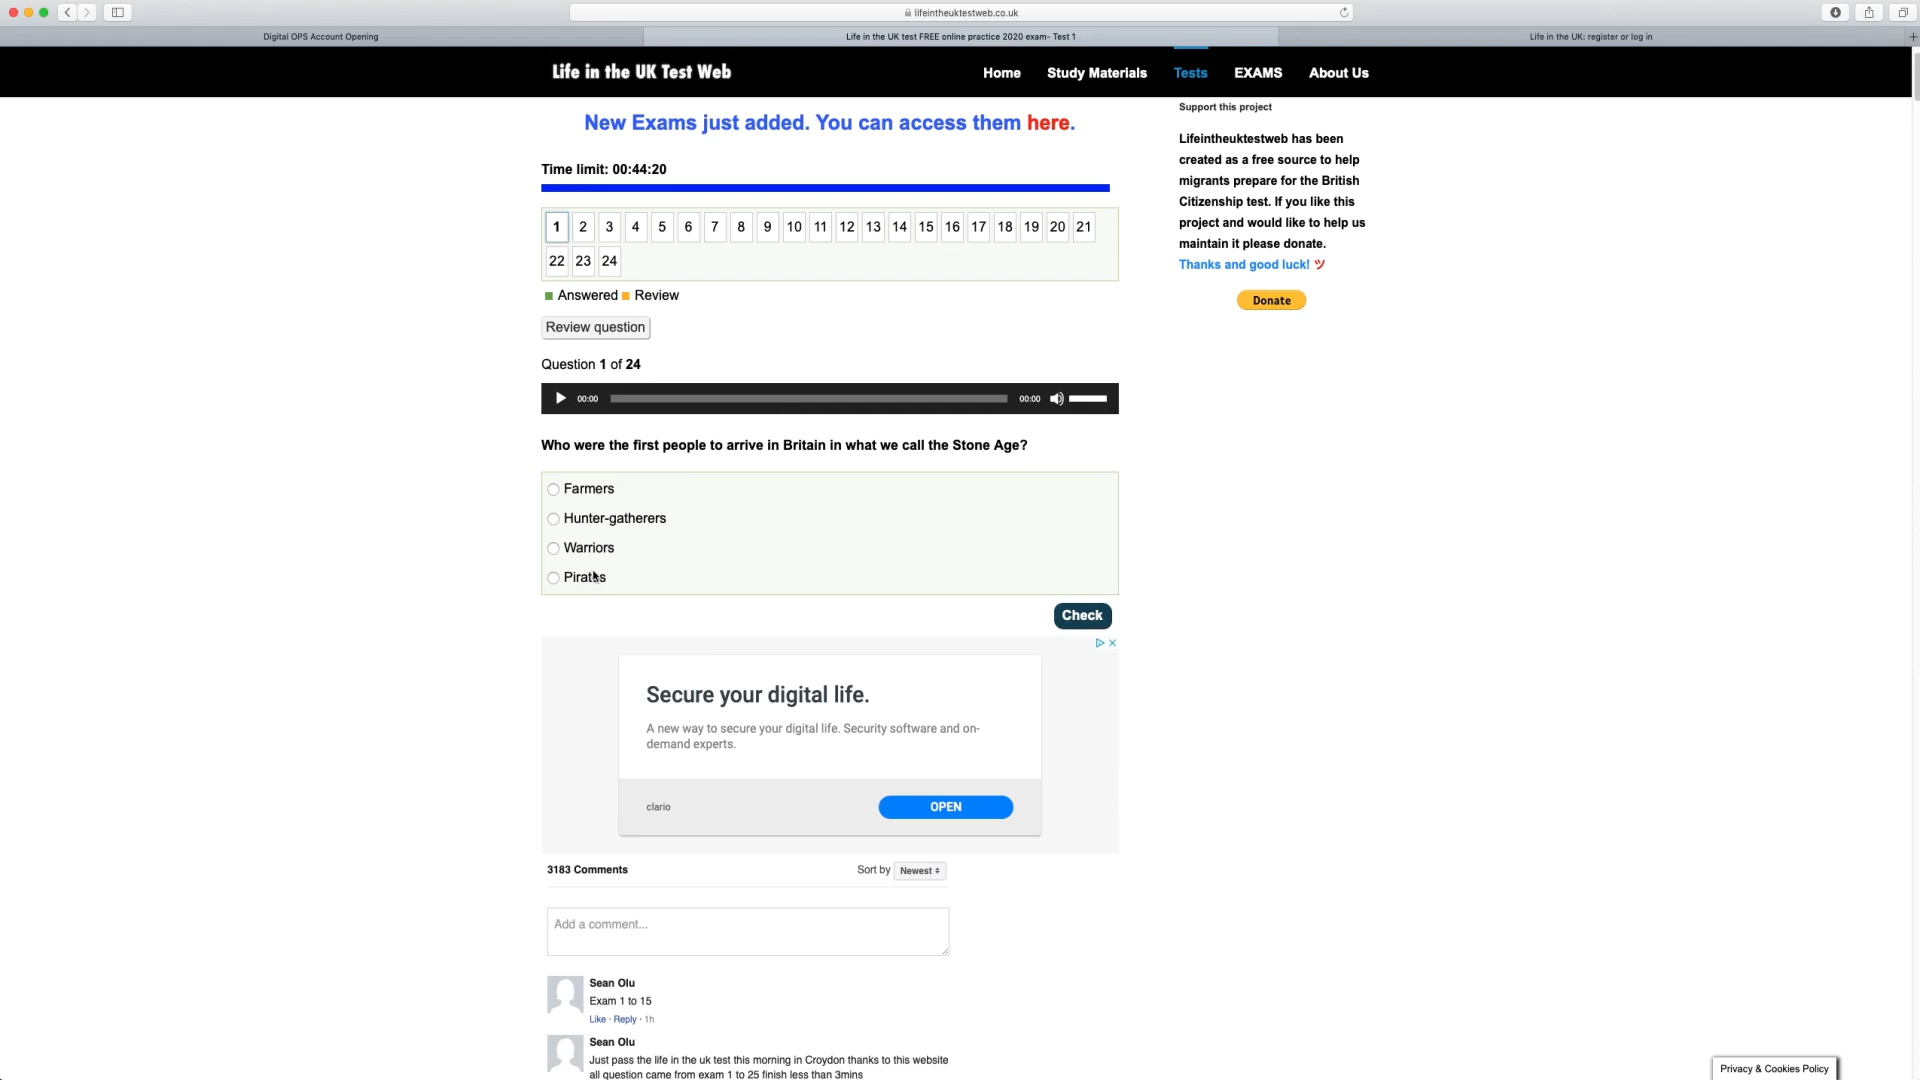 lifeintheuktestweb.co.uk
Digital OPS Account Opening
Life in the UK test FREE online practice 2020 exam- Test 1
Life in the UK: register or log in
Life in the UK Test Web
Home
Study Materials
Tests
EXAMS
About Us
New Exams just added. You can access them here.
Time limit: 00:44:20
1 2 3 4 5 6 7 8 9 10 11 12 13 14 15 16 17 18 19 20 21
22 23 24
Answered Review
Review question
Question 1 of 24
00:00 00:00
Who were the first people to arrive in Britain in what we call the Stone Age?
Farmers
Hunter-gatherers
Warriors
Pirates
Check
Secure your digital life.
A new way to secure your digital life. Security software and on-
demand experts.
clario
OPEN
3183 Comments
Sort by Newest
Add a comment...
Sean Olu
Exam 1 to 15
Like · Reply · 1h
Sean Olu
Just pass the life in the uk test this morning in Croydon thanks to this website
all question came from exam 1 to 25 finish less than 3mins
Support this project
Lifeintheuktestweb has been
created as a free source to help
migrants prepare for the British
Citizenship test. If you like this
project and would like to help us
maintain it please donate.
Thanks and good luck! ツ
Donate
Privacy & Cookies Policy